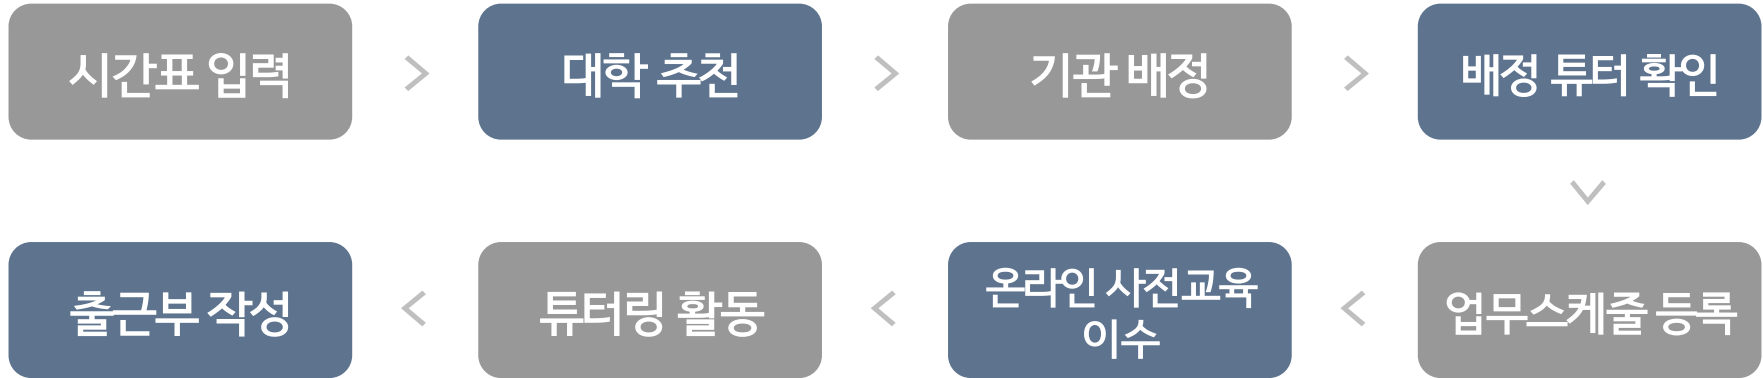 시간표 입력
대학 추천
기관 배정
배정 튜터 확인
업무스케줄 등록
온라인 사전교육
이수
튜터링 활동
출근부 작성